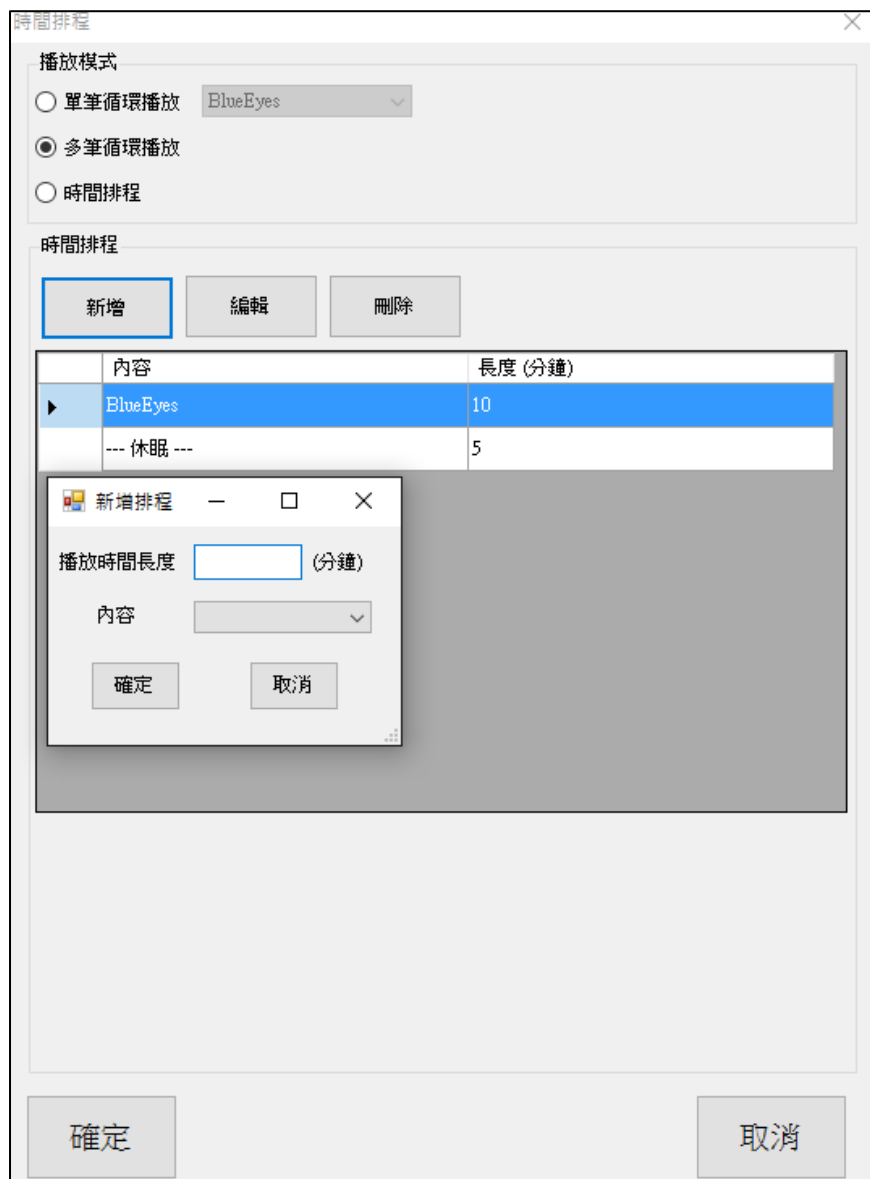 時間排程
播放模式
單筆循環播放 BlueEyes
多筆循環播放
時間排程
時間排程
新增 編輯 刪除
內容 長度 (分鐘)
BlueEyes 10
--- 休眠 --- 5
新增排程
播放時間長度 (分鐘)
內容
確定 取消
確定 取消